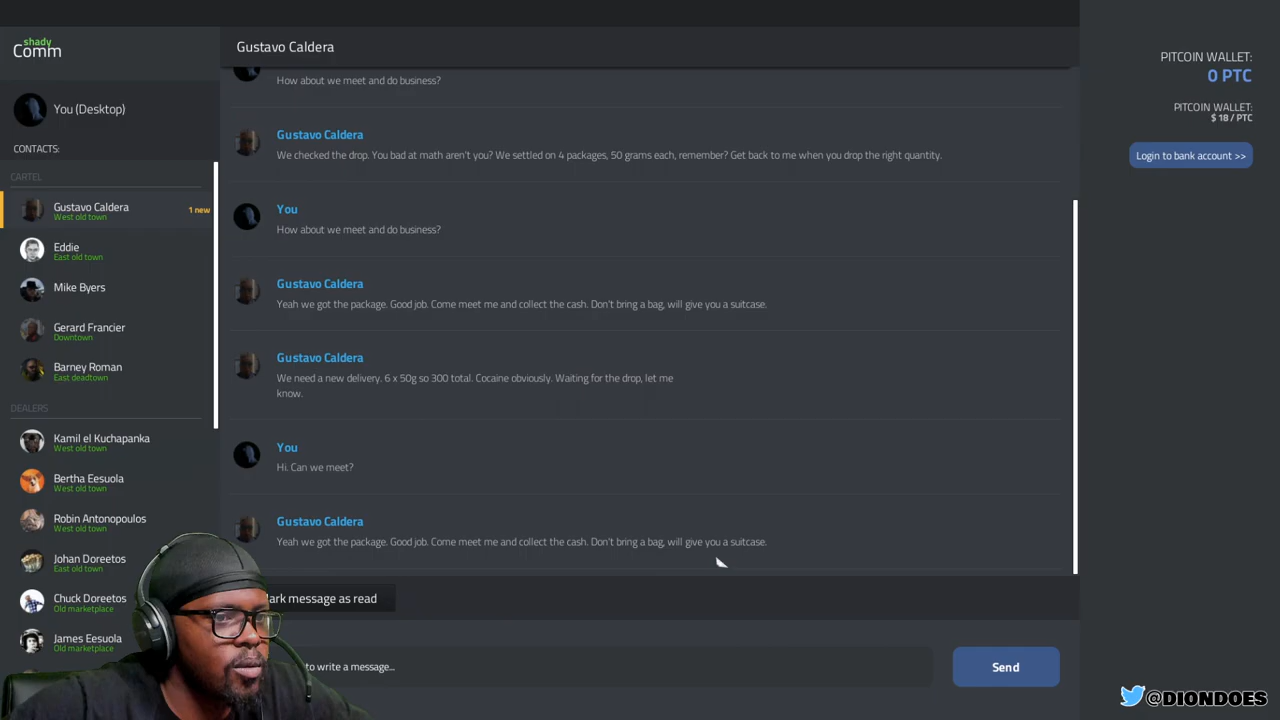 shady
Comm
You (Desktop)
CONTACTS:
CARTEL
Gustavo Caldera
West old town
1 new
Eddie
East old town
Mike Byers
Gerard Francier
Downtown
Barney Roman
East deadtown
DEALERS
Kamil el Kuchapanka
West old town
Bertha Eesuola
West old town
Robin Antonopoulos
West old town
Johan Doreetos
East old town
Chuck Doreetos
Old marketplace
James Eesuola
Old marketplace
Gustavo Caldera
How about we meet and do business?
Gustavo Caldera
We checked the drop. You bad at math aren't you? We settled on 4 packages, 50 grams each, remember? Get back to me when you drop the right quantity.
You
How about we meet and do business?
Gustavo Caldera
Yeah we got the package. Good job. Come meet me and collect the cash. Don't bring a bag, will give you a suitcase.
Gustavo Caldera
We need a new delivery. 6 x 50g so 300 total. Cocaine obviously. Waiting for the drop, let me
know.
You
Hi. Can we meet?
Gustavo Caldera
Yeah we got the package. Good job. Come meet me and collect the cash. Don't bring a bag, will give you a suitcase.
ark message as read
to write a message...
Send
PITCOIN WALLET:
0 PTC
PITCOIN WALLET:
$ 18 / PTC
Login to bank account >>
@DIONDOES